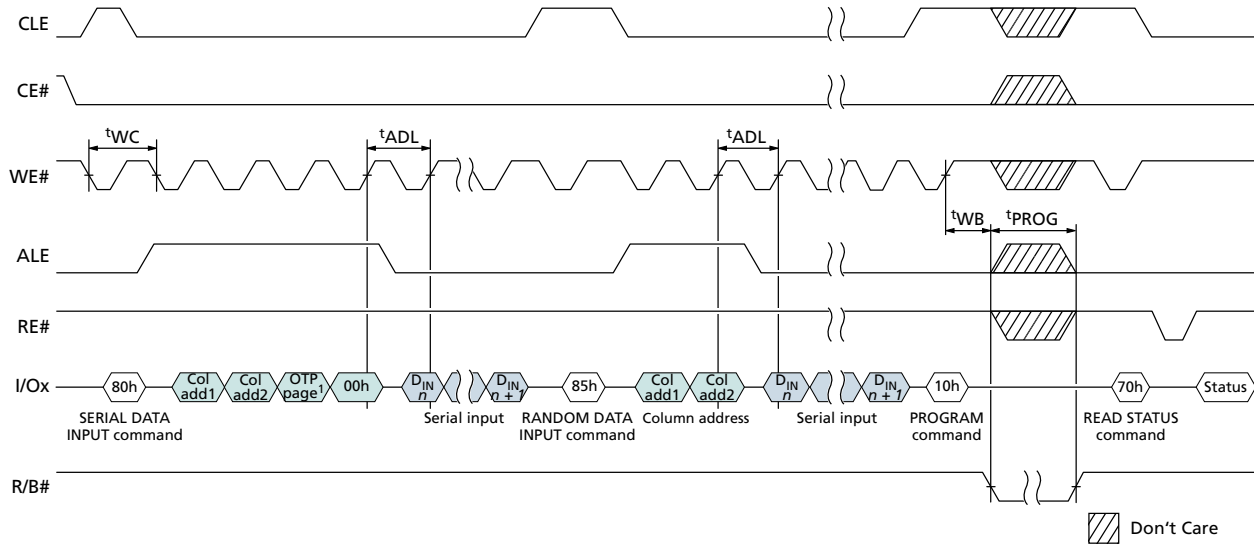 CLE
CE#
tWC
tADL
tADL
WE#
tWB
tPROG
ALE
RE#
I/Ox
80h
Col add1
Col add2
OTP page1
00h
DIN n
DIN n + 1
85h
Col add1
Col add2
DIN n
DIN n + 1
10h
70h
Status
SERIAL DATA
INPUT command
Serial input
RANDOM DATA
INPUT command
Column address
Serial input
PROGRAM
command
READ STATUS
command
R/B#
Don't Care